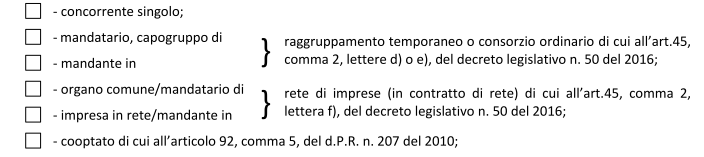 - concorrente singolo;
- mandatario, capogruppo di
- mandante in
} raggruppamento temporaneo o consorzio ordinario di cui all'art.45,
comma 2, lettere d) o e), del decreto legislativo n. 50 del 2016;
- organo comune/mandatario di
- impresa in rete/mandante in
} rete di imprese (in contratto di rete) di cui all'art.45, comma 2,
lettera f), del decreto legislativo n. 50 del 2016;
- cooptato di cui all'articolo 92, comma 5, del d.P.R. n. 207 del 2010;